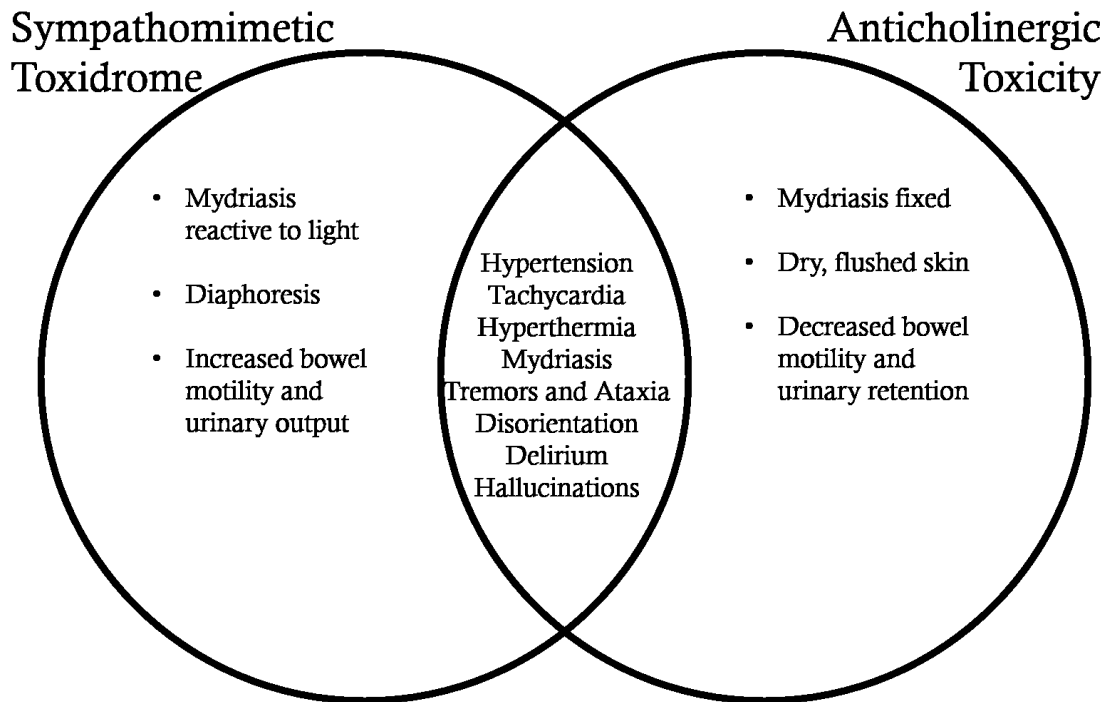 Sympathomimetic
Toxidrome
Anticholinergic
Toxicity
• Mydriasis
reactive to light
• Diaphoresis
• Increased bowel
motility and
urinary output
Hypertension
Tachycardia
Hyperthermia
Mydriasis
Tremors and Ataxia
Disorientation
Delirium
Hallucinations
• Mydriasis fixed
• Dry, flushed skin
• Decreased bowel
motility and
urinary retention